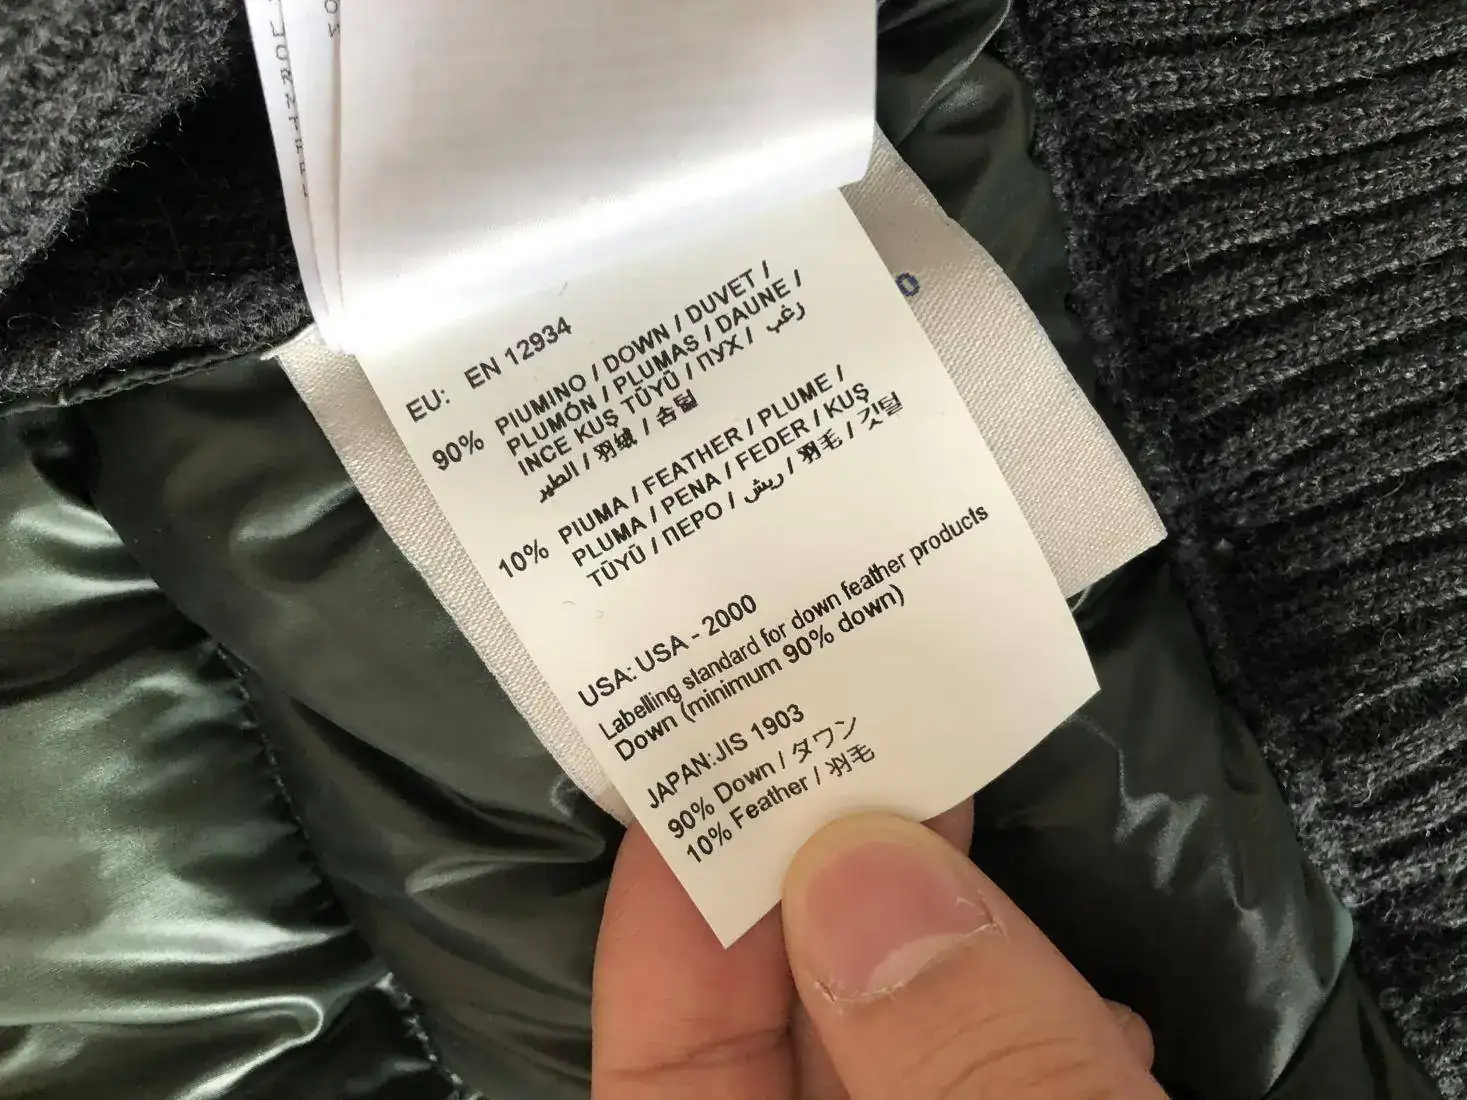 EU: EN 12934
90% PIUMINO / DOWN / DUVET /
PLUMÓN / PLUMAS / DAUNE /
INCE KUŞ TÜYÜ / ПУХ / زغب
الطير / 羽绒 / 솜털
10% PIUMA / FEATHER / PLUME /
PLUMA / PENA / FEDER / KUŞ
TÜYÜ / ПЕРО / ريش / 羽毛 / 깃털
USA: USA - 2000
Labelling standard for down feather products
Down (minimum 90% down)
JAPAN:JIS 1903
90% Down / ダウン
10% Feather / 羽毛